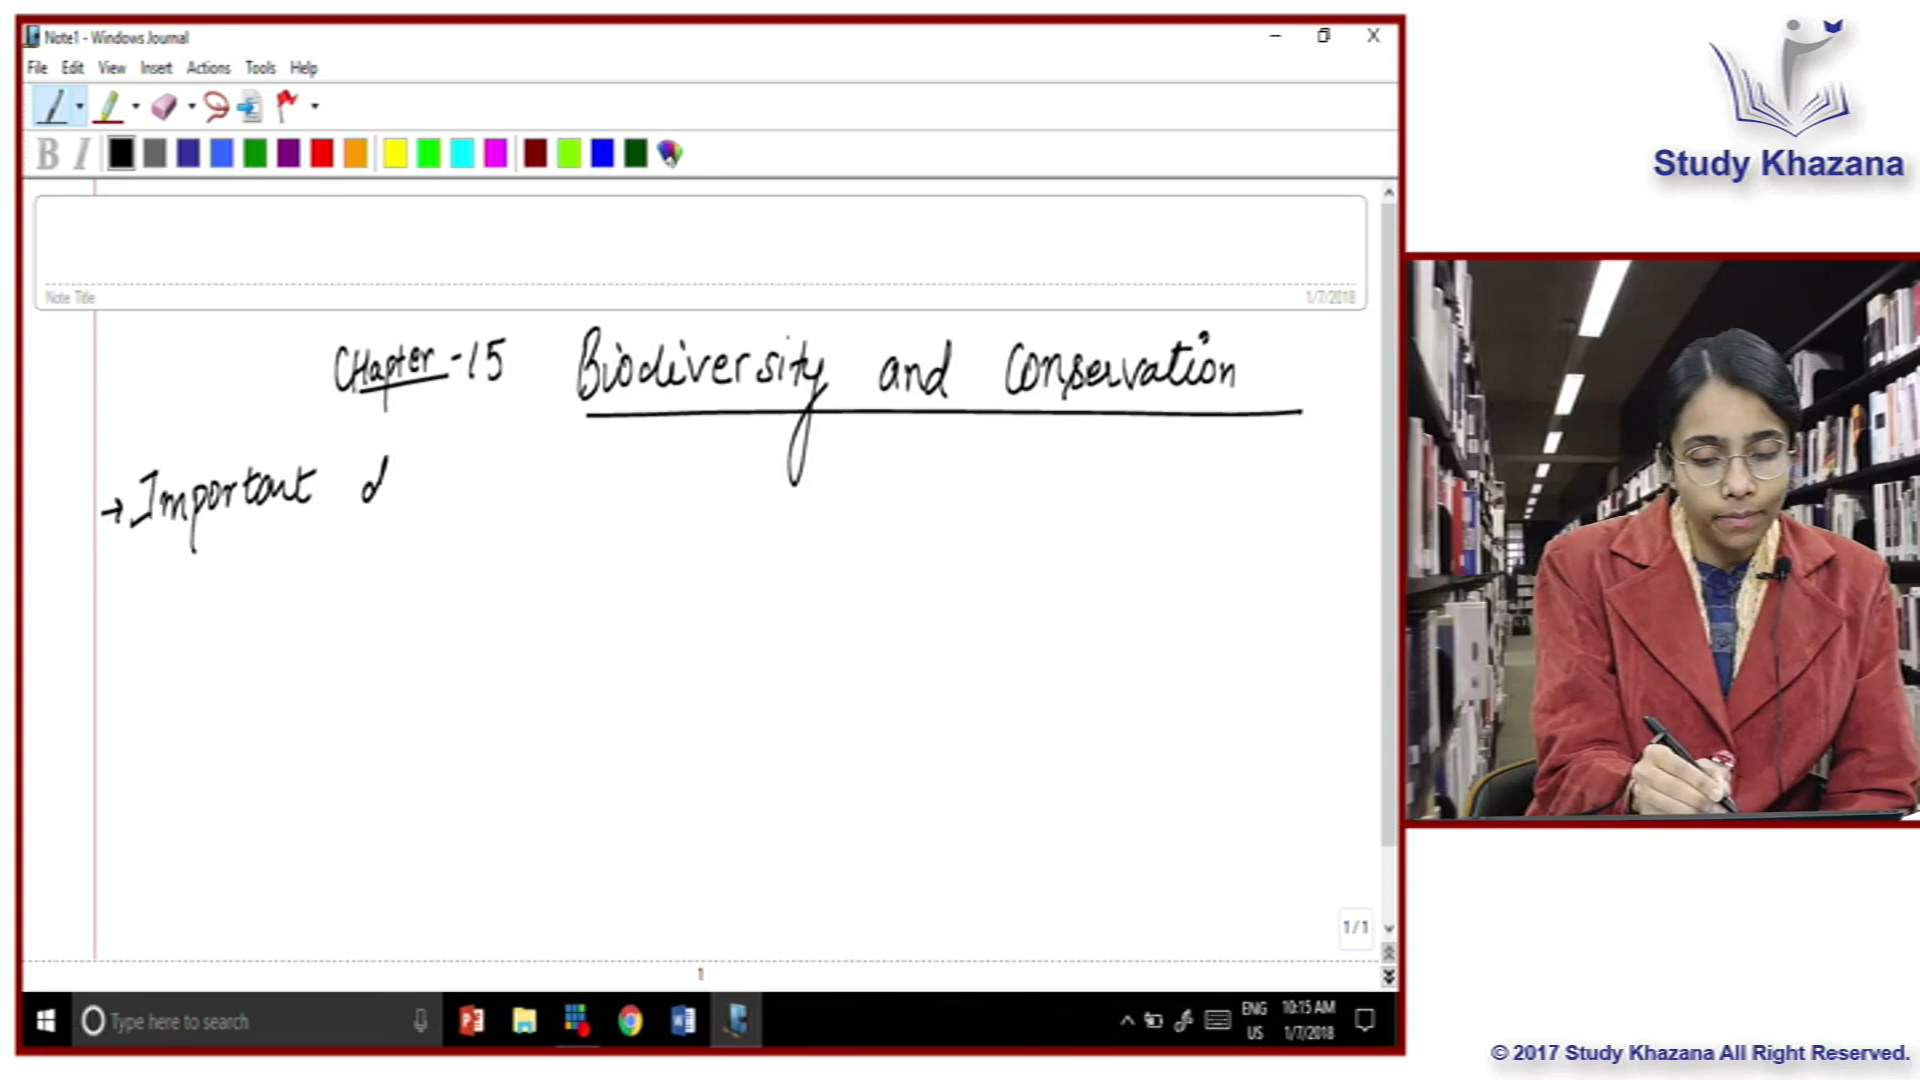 Note1 - Windows Journal
File Edit View Insert Actions Tools Help
B I
Note Title
1/7/2018
CHapter -15 Biodiversity and Conservation
→ Important d
1/1
1
Type here to search
ENG
US
10:15 AM
1/7/2018
Study Khazana
© 2017 Study Khazana All Right Reserved.